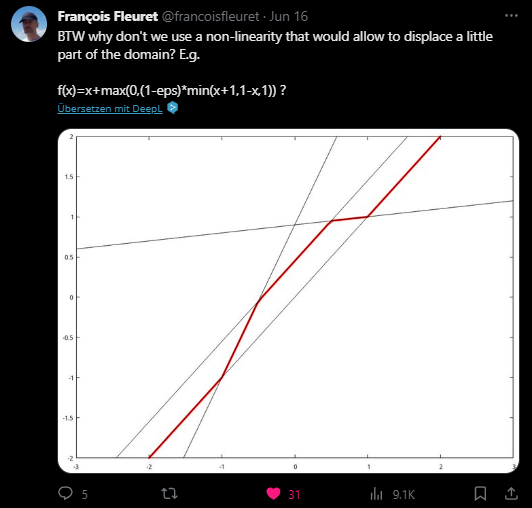 François Fleuret @francoisfleuret · Jun 16
BTW why don't we use a non-linearity that would allow to displace a little
part of the domain? E.g.
f(x)=x+max(0,(1-eps)*min(x+1,1-x,1)) ?
Übersetzen mit DeepL
2
1.5
1
0.5
0
-0.5
-1
-1.5
-2
-3 -2 -1 0 1 2 3
5 31 9.1K